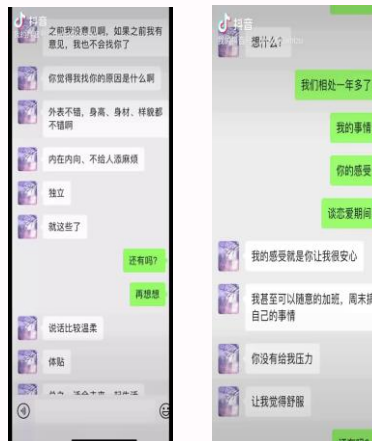 抖音
之前我没意见啊，如果之前我有
意见，我也不会找你了
你觉得我找你的原因是什么啊
外表不错，身高、身材、样貌都
不错啊
内在内向、不给人添麻烦
独立
就这些了
还有吗？
再想想
说话比较温柔
体贴
抖音
想什么？
我们相处一年多了
我的事情
你的感受
谈恋爱期间
我的感受就是你让我很安心
我甚至可以随意的加班，周末
自己的事情
你没有给我压力
让我觉得舒服